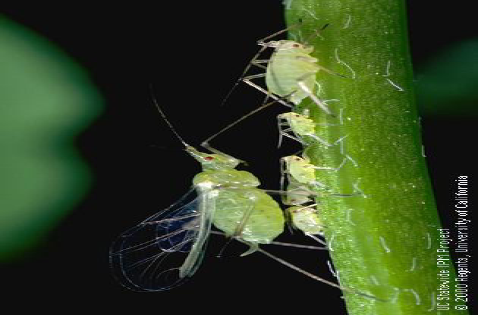 UC Statewide IPM Project
© 2000 Regents, University of California